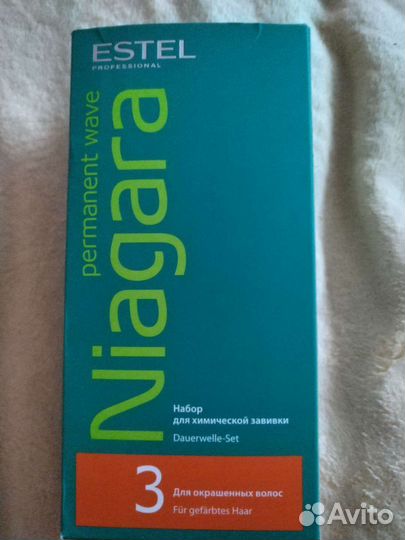 ESTEL
PROFESSIONAL
permanent wave
Niagara
Набор
для химической завивки
Dauerwelle-Set
3
Для окрашенных волос
Für gefärbtes Haar
Avito